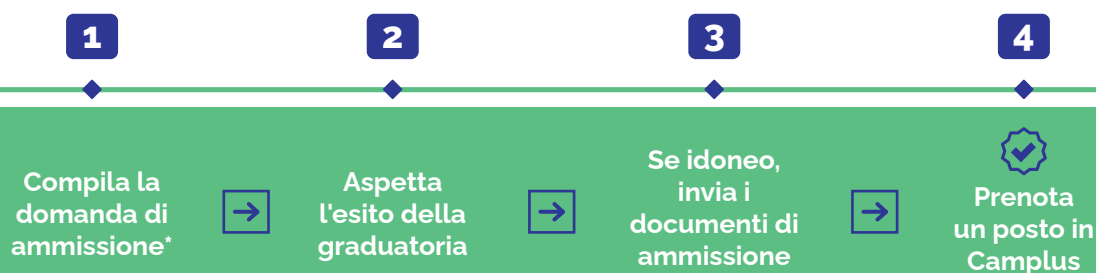 1
2
3
4
Compila la
domanda di
ammissione*
Aspetta
l'esito della
graduatoria
Se idoneo,
invia i
documenti di
ammissione
Prenota
un posto in
Camplus